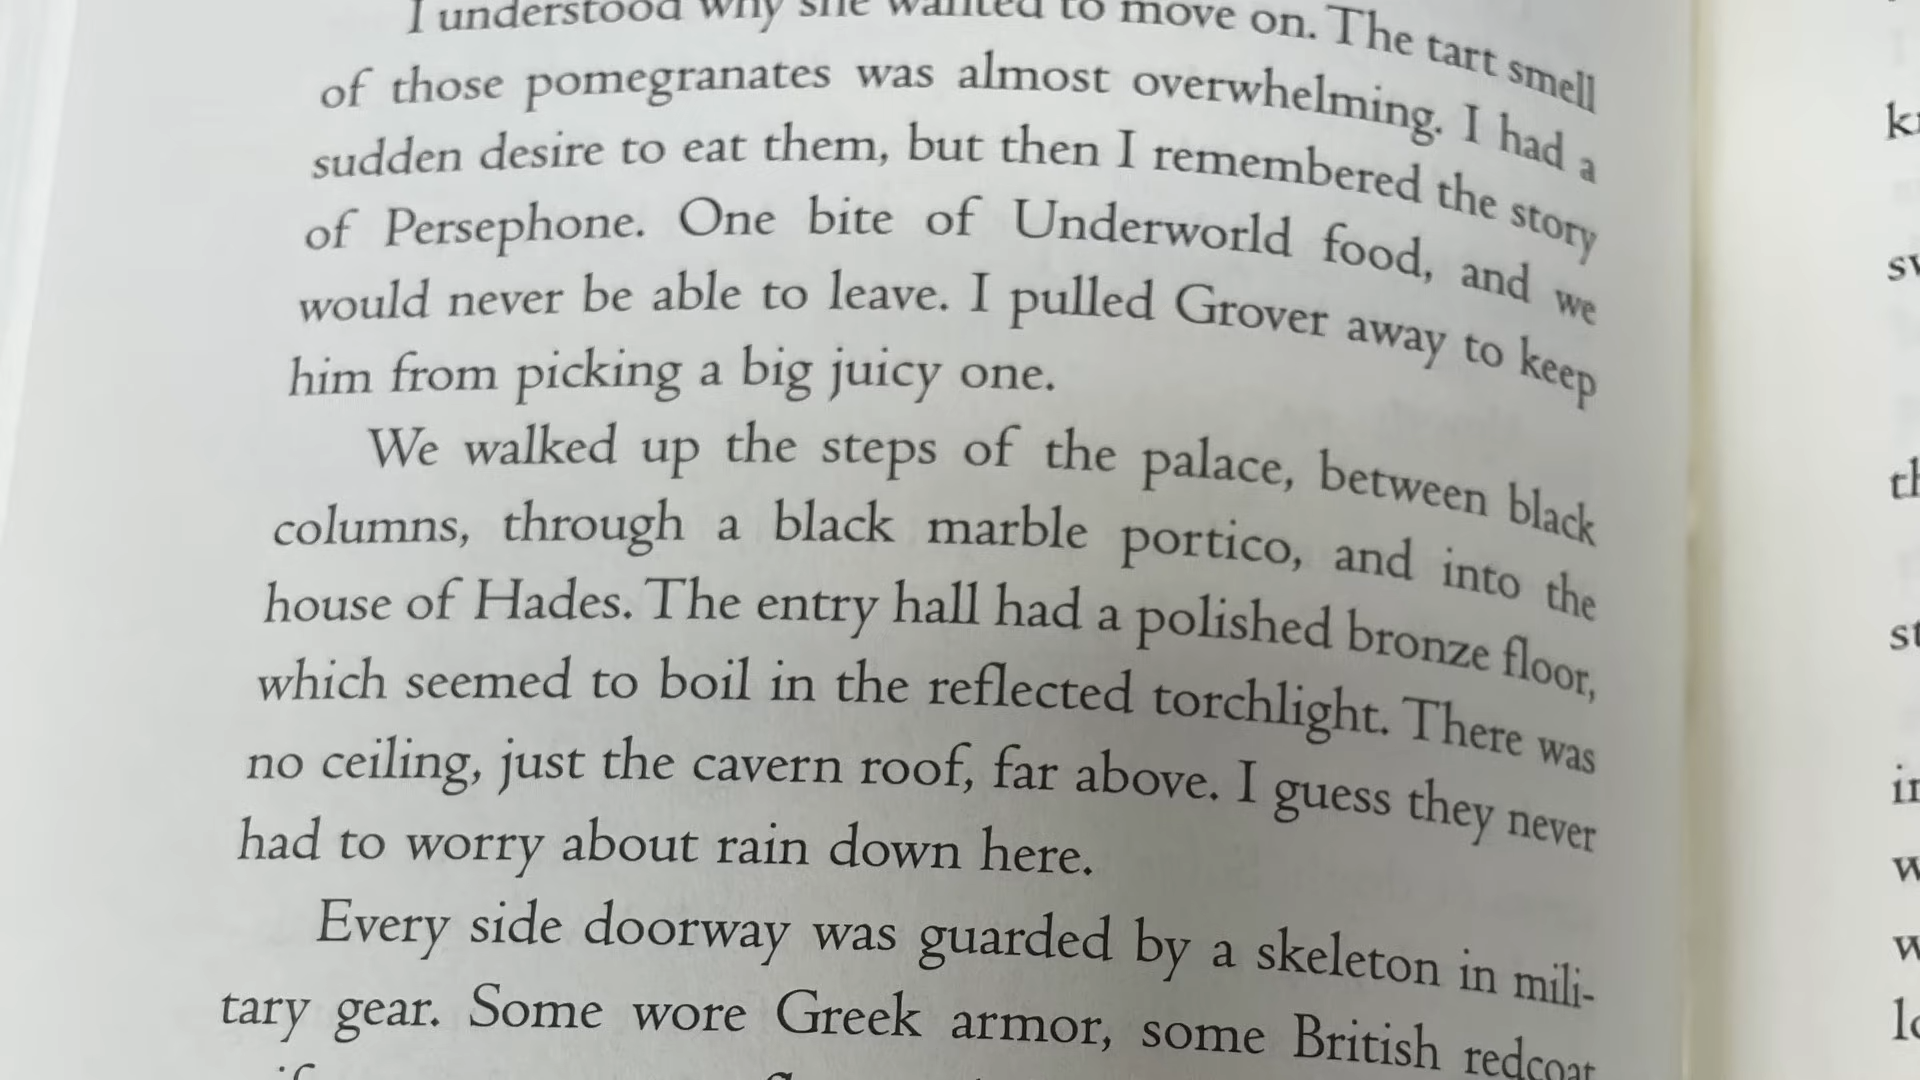 I understood why she wanted to move on. The tart smell
of those pomegranates was almost overwhelming. I had a
sudden desire to eat them, but then I remembered the story
of Persephone. One bite of Underworld food, and we
would never be able to leave. I pulled Grover away to keep
him from picking a big juicy one.
We walked up the steps of the palace, between black
columns, through a black marble portico, and into the
house of Hades. The entry hall had a polished bronze floor,
which seemed to boil in the reflected torchlight. There was
no ceiling, just the cavern roof, far above. I guess they never
had to worry about rain down here.
Every side doorway was guarded by a skeleton in mili-
tary gear. Some wore Greek armor, some British redcoat